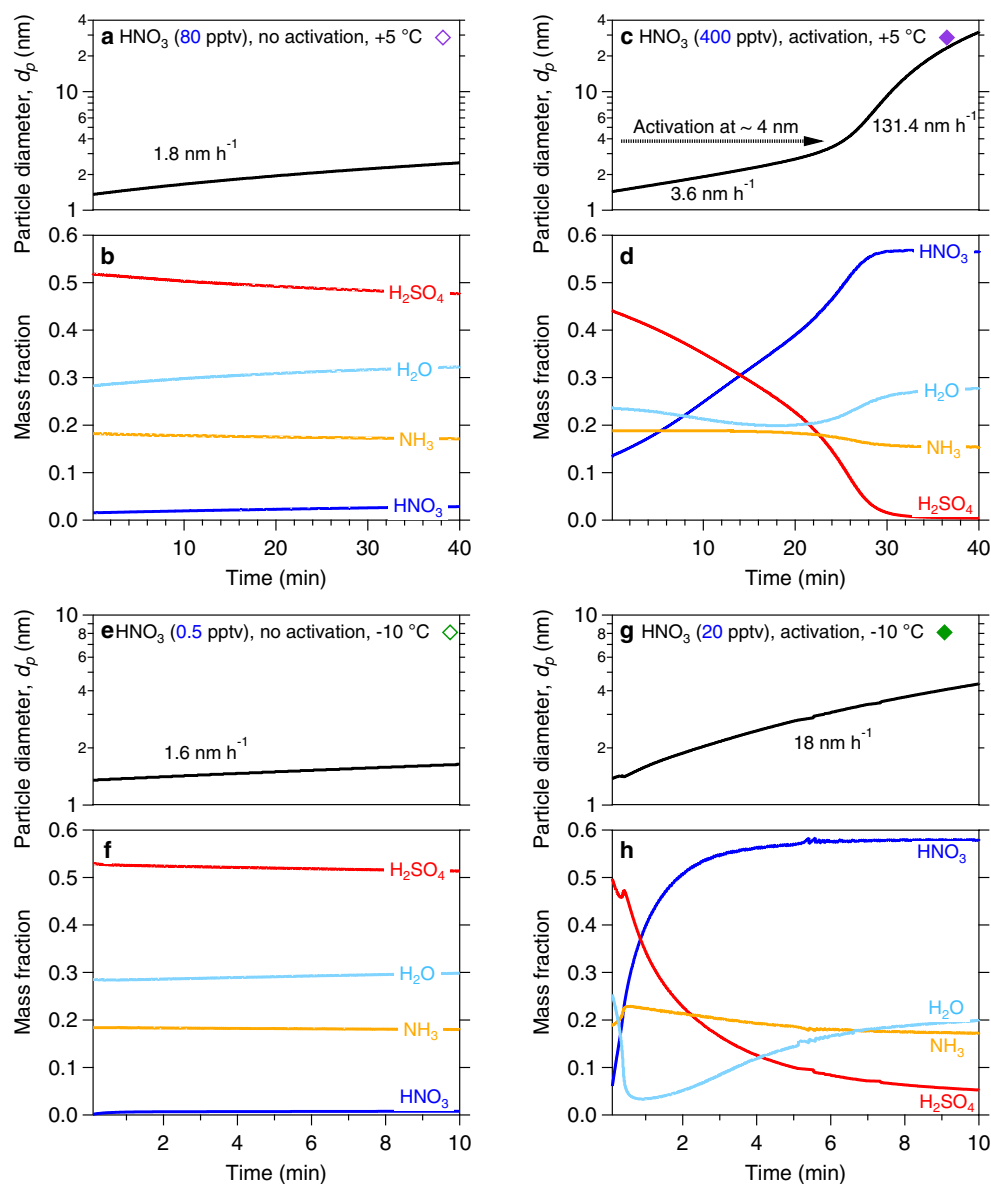 a HNO₃ (80 pptv), no activation, +5 °C
Particle diameter, dₚ (nm)
4
2
10
8
6
4
2
1
1.8 nm h⁻¹
b
Mass fraction
0.6
0.5
0.4
0.3
0.2
0.1
0.0
H₂SO₄
H₂O
NH₃
HNO₃
10 20 30 40
Time (min)
c HNO₃ (400 pptv), activation, +5 °C
Particle diameter, dₚ (nm)
4
2
10
8
6
4
2
1
Activation at ~ 4 nm
131.4 nm h⁻¹
3.6 nm h⁻¹
d
Mass fraction
0.6
0.5
0.4
0.3
0.2
0.1
0.0
HNO₃
H₂O
NH₃
H₂SO₄
10 20 30 40
Time (min)
e HNO₃ (0.5 pptv), no activation, -10 °C
Particle diameter, dₚ (nm)
10
8
6
4
2
1
1.6 nm h⁻¹
f
Mass fraction
0.6
0.5
0.4
0.3
0.2
0.1
0.0
H₂SO₄
H₂O
NH₃
HNO₃
2 4 6 8 10
Time (min)
g HNO₃ (20 pptv), activation, -10 °C
Particle diameter, dₚ (nm)
10
8
6
4
2
1
18 nm h⁻¹
h
Mass fraction
0.6
0.5
0.4
0.3
0.2
0.1
0.0
HNO₃
H₂O
NH₃
H₂SO₄
2 4 6 8 10
Time (min)